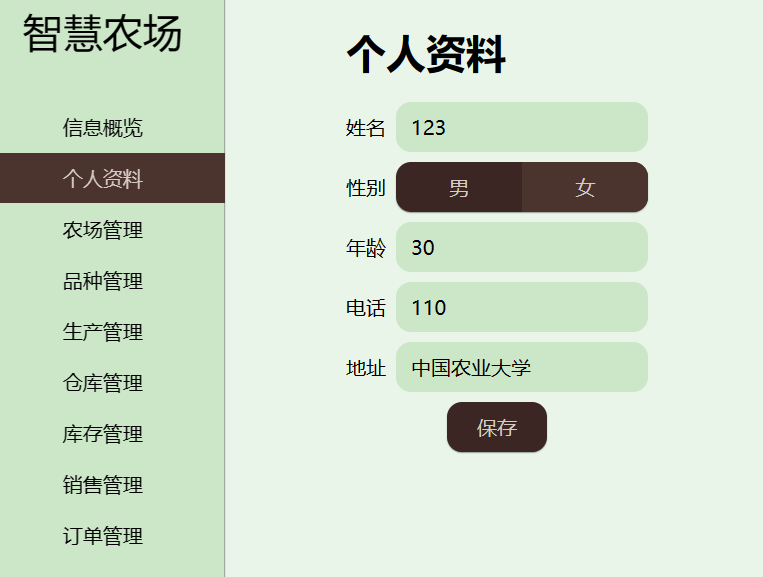 智慧农场
信息概览
个人资料
农场管理
品种管理
生产管理
仓库管理
库存管理
销售管理
订单管理
个人资料
姓名 123
性别 男 女
年龄 30
电话 110
地址 中国农业大学
保存